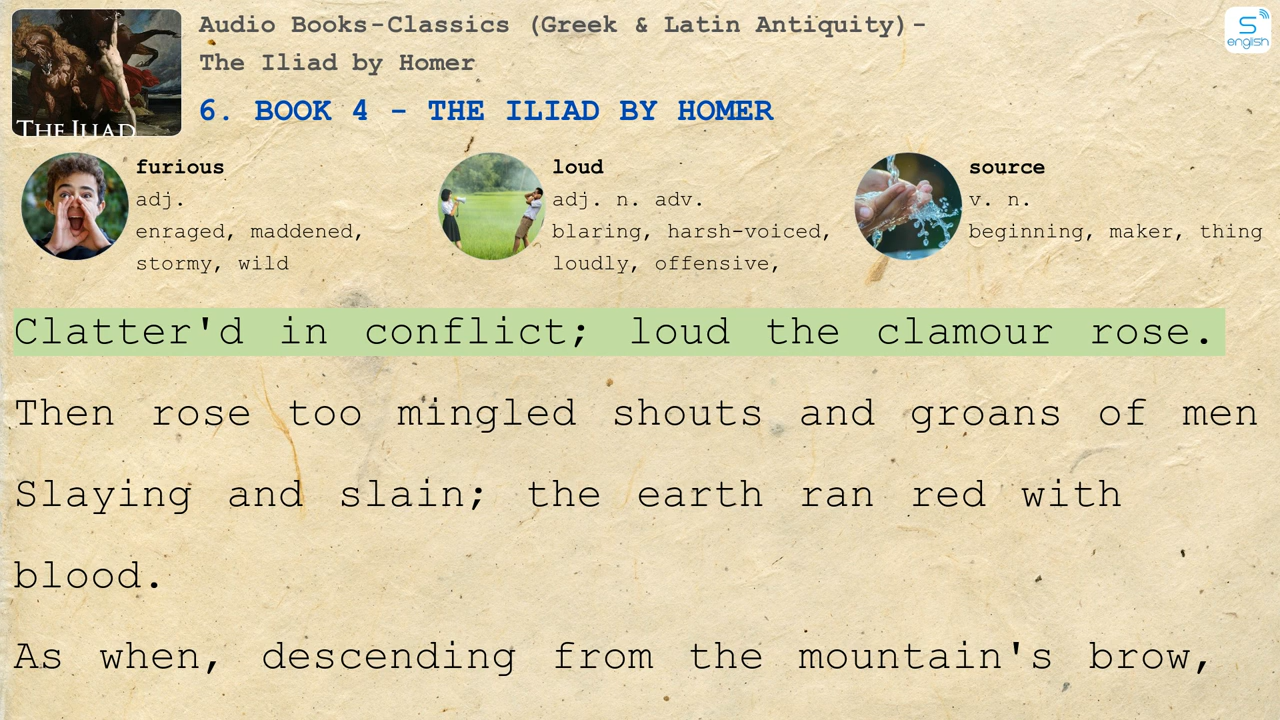 Audio Books-Classics (Greek & Latin Antiquity)-
The Iliad by Homer
6. BOOK 4 - THE ILIAD BY HOMER
THE ILIAD
S
english
furious
adj.
enraged, maddened,
stormy, wild
loud
adj. n. adv.
blaring, harsh-voiced,
loudly, offensive,
source
v. n.
beginning, maker, thing
Clatter'd in conflict; loud the clamour rose.
Then rose too mingled shouts and groans of men
Slaying and slain; the earth ran red with
blood.
As when, descending from the mountain's brow,